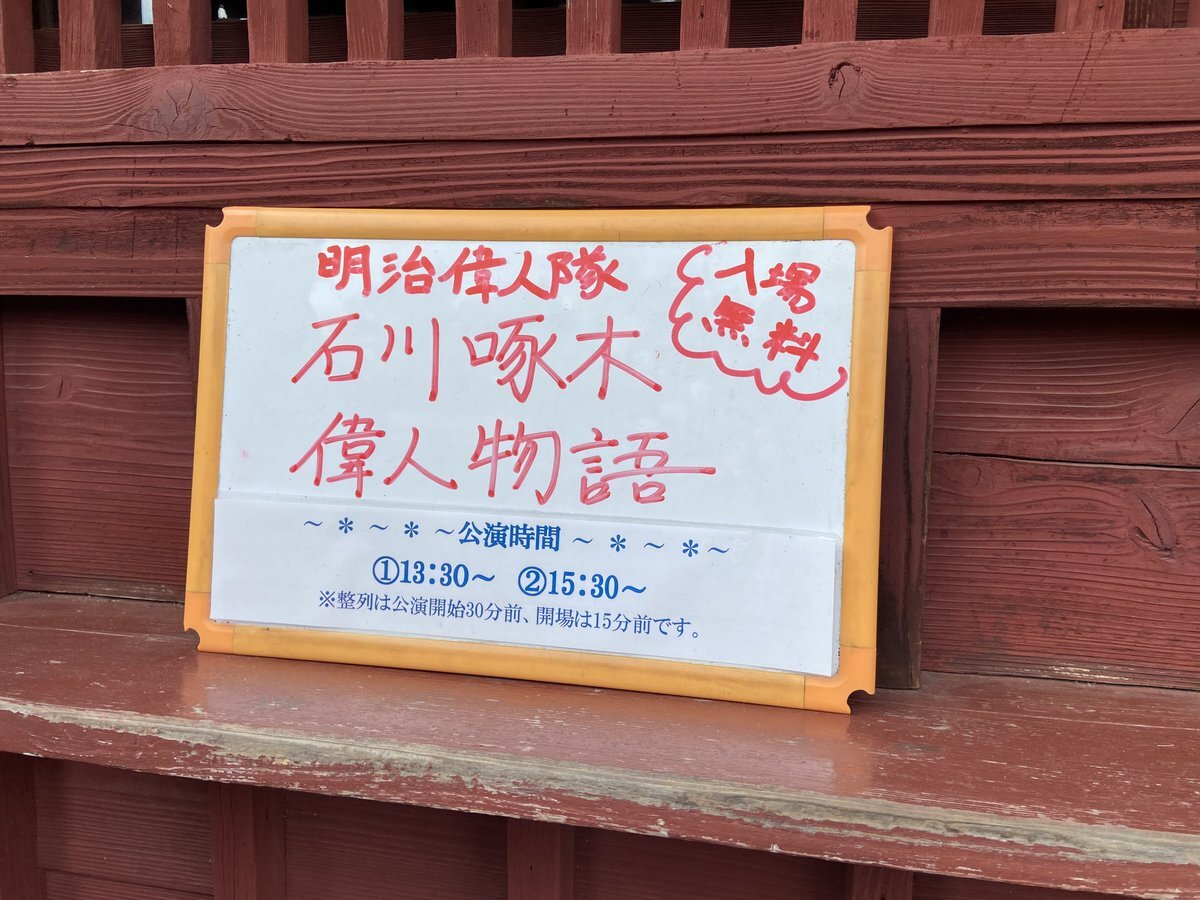 明治偉人隊
入場
無料
石川啄木
偉人物語
～ ＊ ～ ＊ ～公演時間 ～ ＊ ～ ＊～
①13:30～ ②15:30～
※整列は公演開始30分前、開場は15分前です。